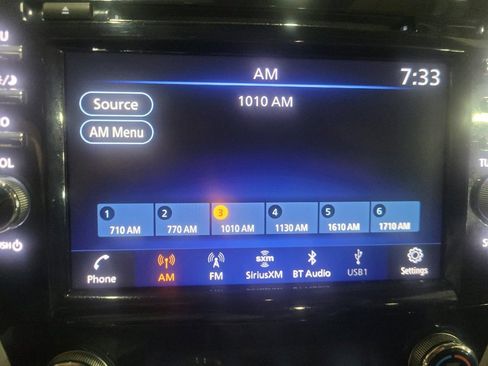 AM
7:33
Source
1010 AM
AM Menu
1 2 3 4 5 6
710 AM 770 AM 1010 AM 1130 AM 1610 AM 1710 AM
sxm
Phone AM FM SiriusXM BT Audio USB1 Settings